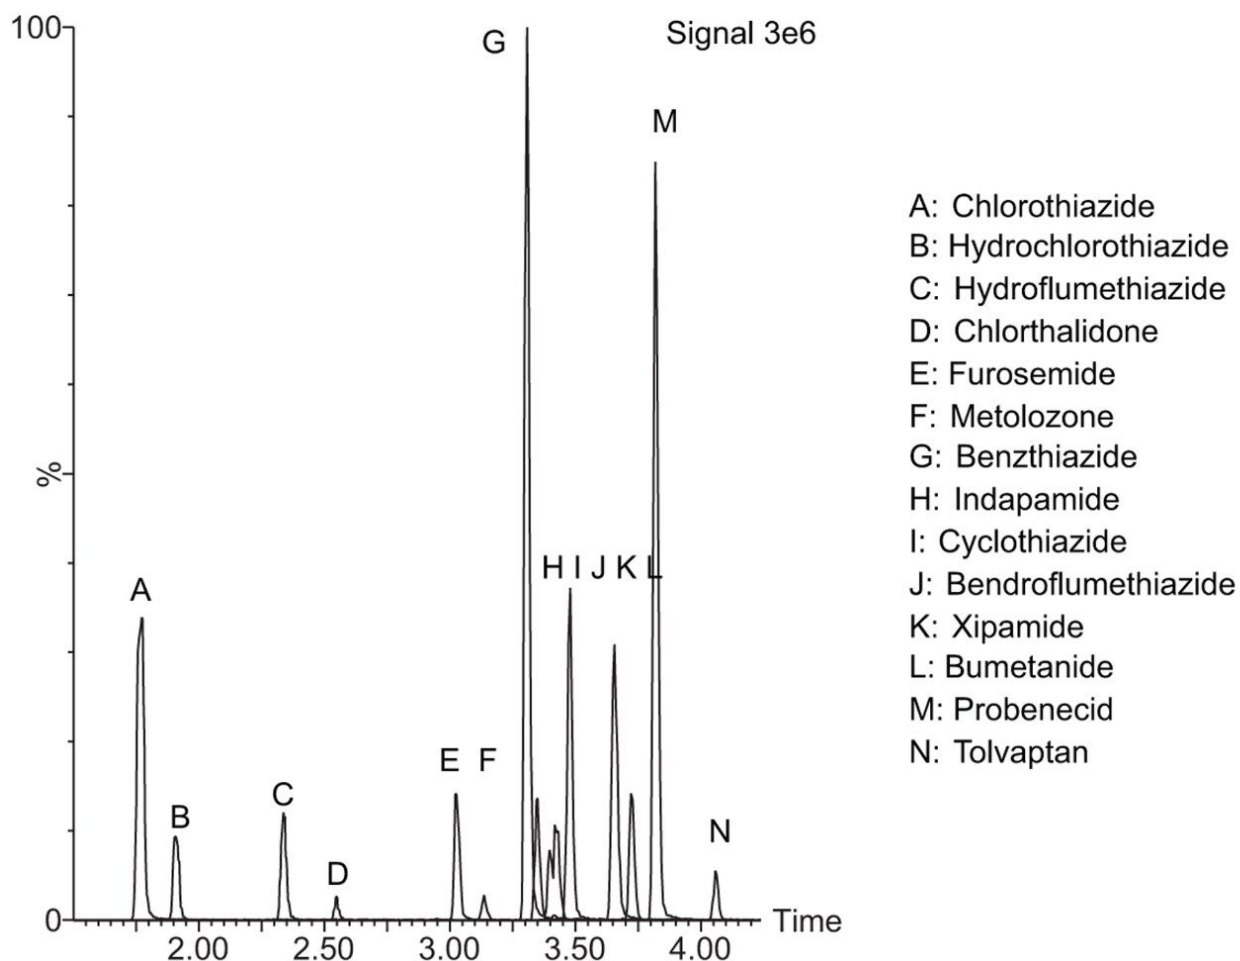 100
Signal 3e6
G
M
A
B
C
D
E F
H I J K L
N
%
0
2.00 2.50 3.00 3.50 4.00
Time
A: Chlorothiazide
B: Hydrochlorothiazide
C: Hydroflumethiazide
D: Chlorthalidone
E: Furosemide
F: Metolozone
G: Benzthiazide
H: Indapamide
I: Cyclothiazide
J: Bendroflumethiazide
K: Xipamide
L: Bumetanide
M: Probenecid
N: Tolvaptan